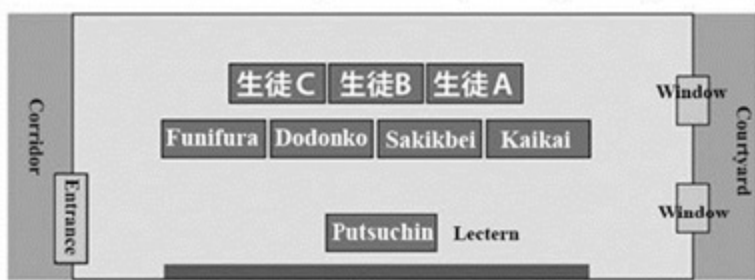 生徒C 生徒B 生徒A
Funifura Dodonko Sakikbei Kaikai
Putsuchin Lectern
Corridor
Entrance
Window
Window
Courtyard